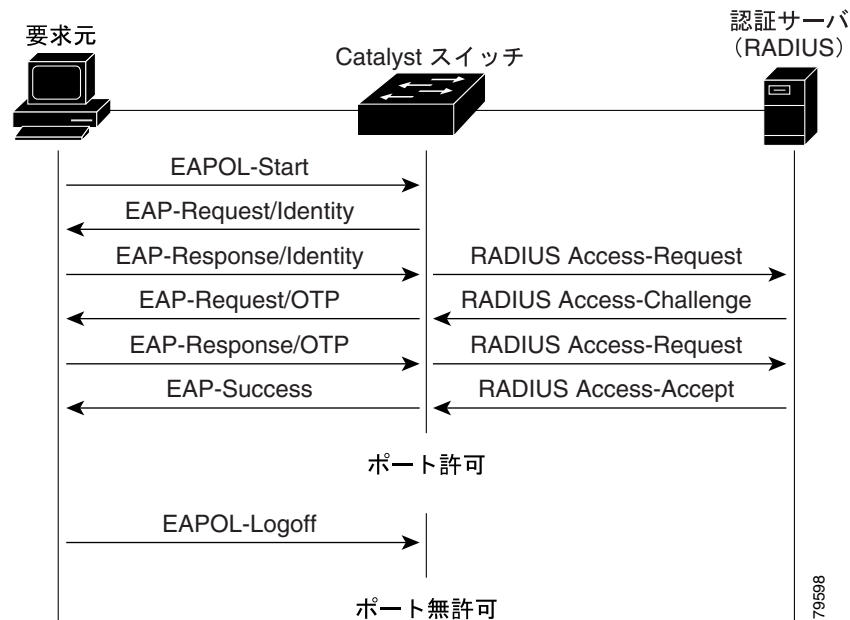 要求元
Catalyst スイッチ
認証サーバ
(RADIUS)
EAPOL-Start
EAP-Request/Identity
EAP-Response/Identity
RADIUS Access-Request
EAP-Request/OTP
RADIUS Access-Challenge
EAP-Response/OTP
RADIUS Access-Request
EAP-Success
RADIUS Access-Accept
ポート許可
EAPOL-Logoff
ポート無許可
79598